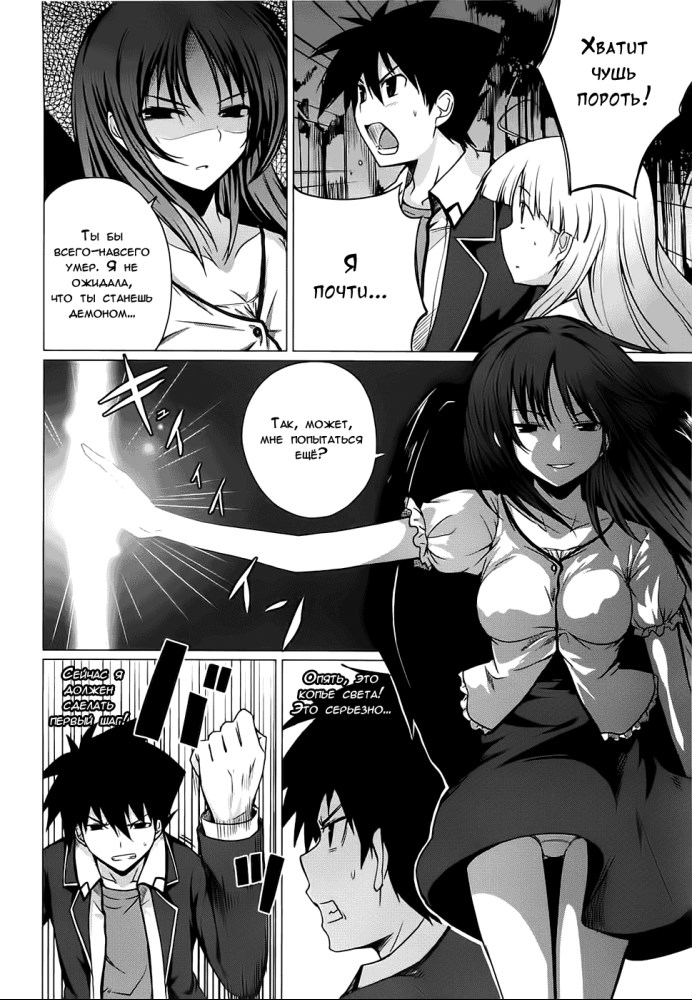 Хватит
чушь
пороть!
Я
почти...
Ты бы
всего-навсего
умер. Я не
ожидала,
что ты станешь
демоном...
Так, может,
мне попытаться
ещё?
Опять, это
копье света!
Это серьезно...
Сейчас я
должен
сделать
первый шаг!